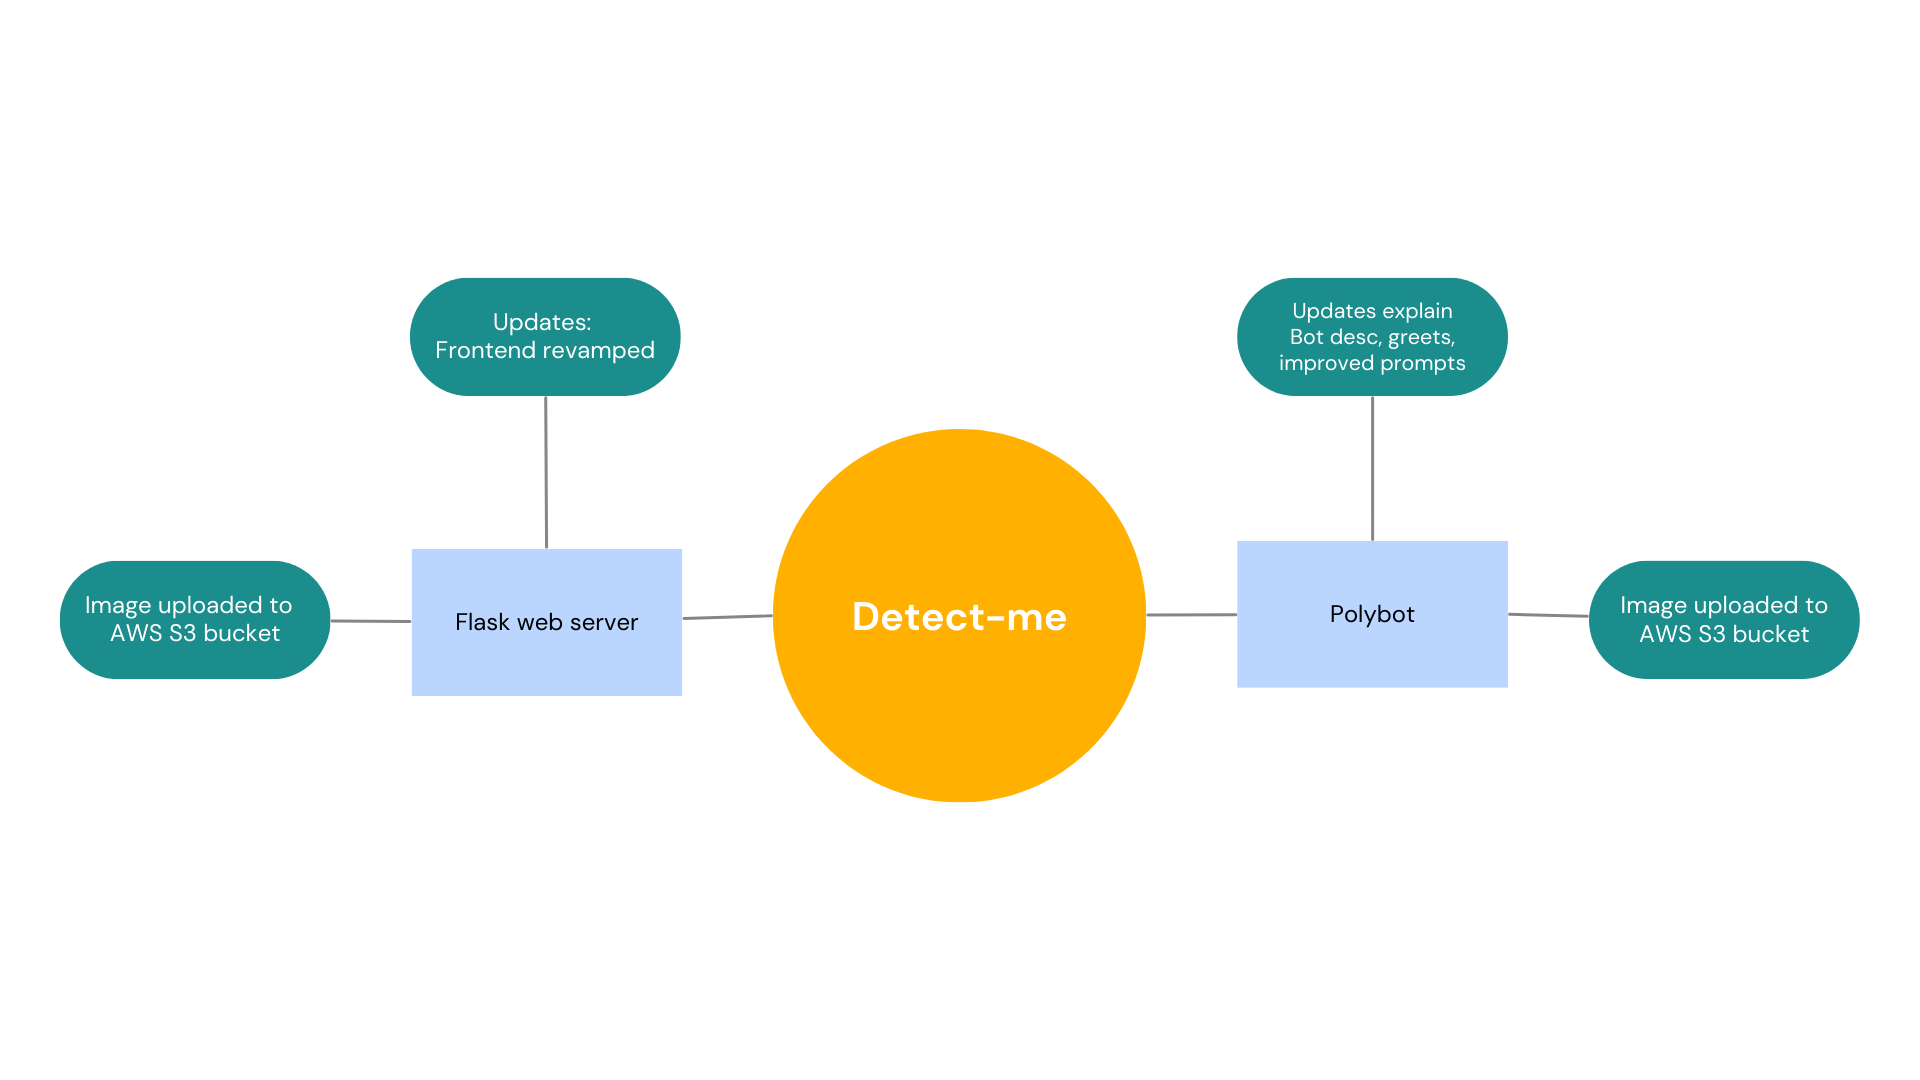 Updates:
Frontend revamped
Updates explain
Bot desc, greets,
improved prompts
Image uploaded to
AWS S3 bucket
Flask web server
Detect-me
Polybot
Image uploaded to
AWS S3 bucket